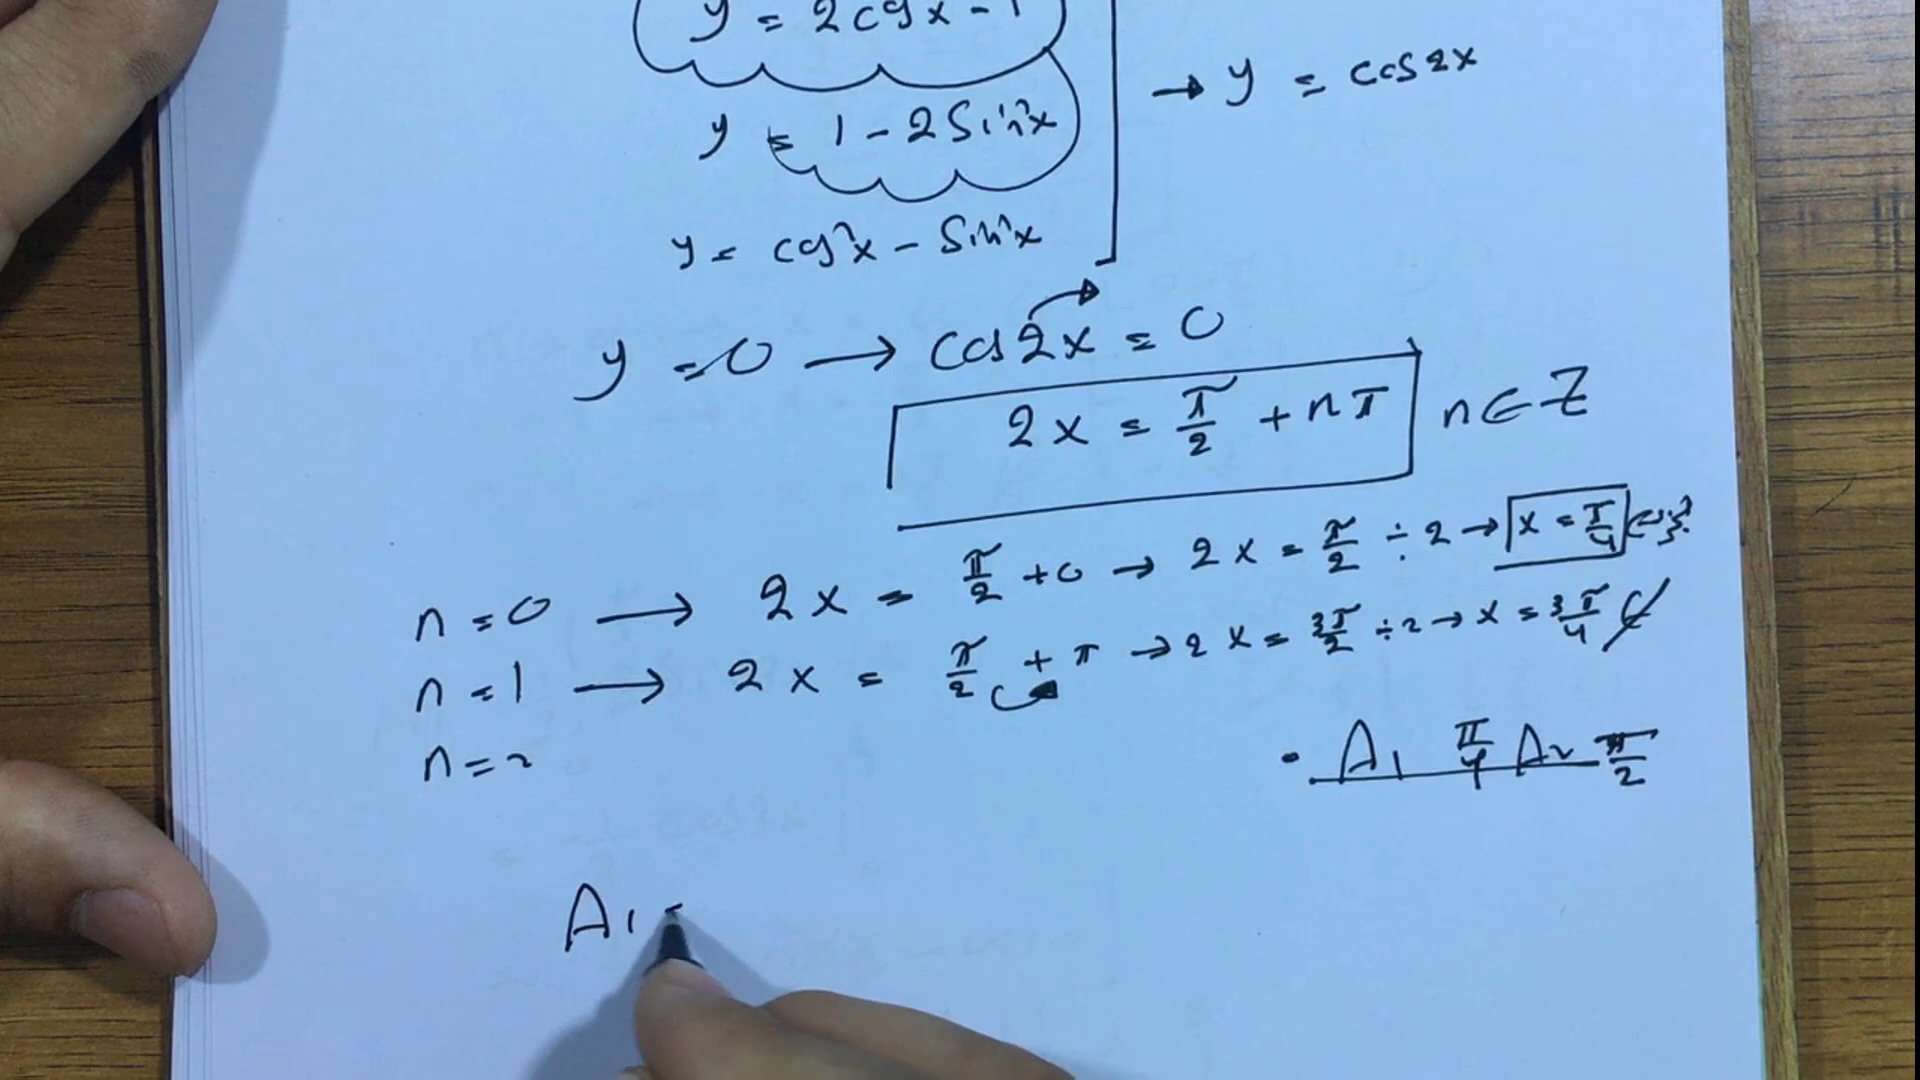 y = 2cos²x - 1
y = 1 - 2Sin²x
→ y = cos2x
y = cos²x - Sin²x
y = 0 → cos2x = 0
2x = π/2 + nπ n ∈ Z
n = 0 → 2x = π/2 + 0 → 2x = π/2 ÷ 2 → x = π/4
n = 1 → 2x = π/2 + π → 2x = 3π/2 ÷ 2 → x = 3π/4 ∉
n = 2
0 A1 π/4 A2 π/2
A1 =